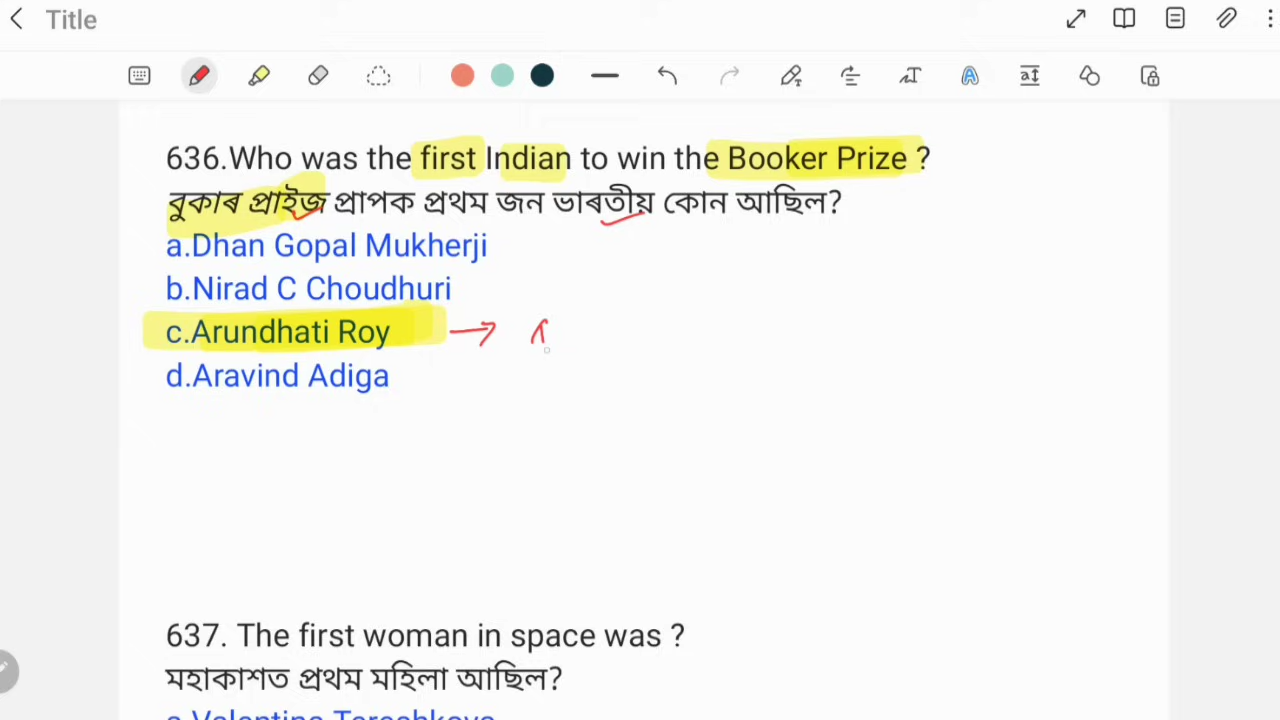 Title
636.Who was the first Indian to win the Booker Prize ?
বুকাৰ প্ৰাইজ প্ৰাপক প্ৰথম জন ভাৰতীয় কোন আছিল?
a.Dhan Gopal Mukherji
b.Nirad C Choudhuri
c.Arundhati Roy
d.Aravind Adiga
637. The first woman in space was ?
মহাকাশত প্ৰথম মহিলা আছিল?
a.Valentina Tereshkova